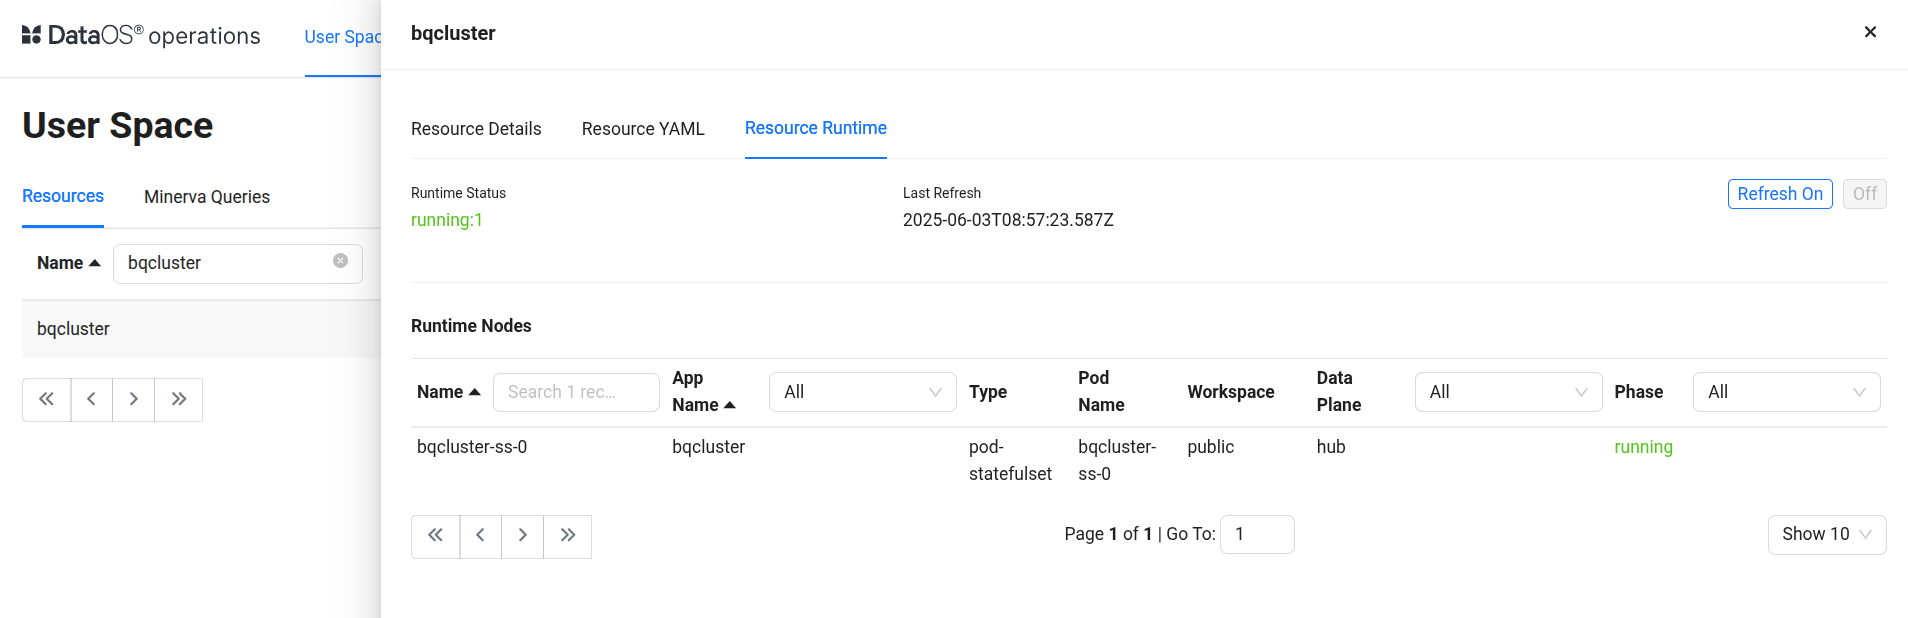 DataOS® operations
User Spac
User Space
Resources
Minerva Queries
Name
bqcluster
bqcluster
bqcluster
Resource Details
Resource YAML
Resource Runtime
Runtime Status
running:1
Last Refresh
2025-06-03T08:57:23.587Z
Refresh On
Off
Runtime Nodes
Name
Search 1 rec...
App
Name
All
Type
Pod
Name
Workspace
Data
Plane
All
Phase
All
bqcluster-ss-0
bqcluster
pod-
statefulset
bqcluster-
ss-0
public
hub
running
Page 1 of 1 | Go To: 1
Show 10